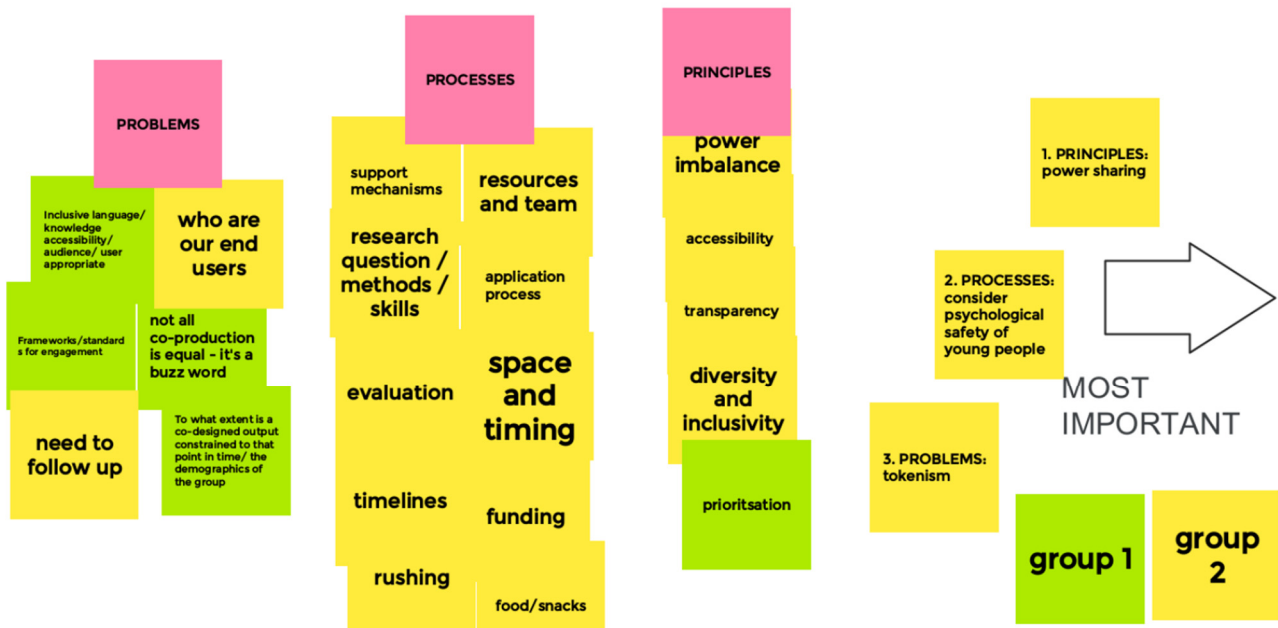 PROBLEMS
Inclusive language/
knowledge
accessibility/
audience/ user
appropriate
who are
our end
users
Frameworks/standard
s for engagement
not all
co-production
is equal - it's a
buzz word
need to
follow up
To what extent is a
co-designed output
constrained to that
point in time/ the
demographics of
the group
PROCESSES
support
mechanisms
resources
and team
research
question /
methods /
skills
application
process
evaluation
space
and
timing
timelines
funding
rushing
food/snacks
PRINCIPLES
power
imbalance
accessibility
transparency
diversity
and
inclusivity
prioritsation
1. PRINCIPLES:
power sharing
2. PROCESSES:
consider
psychological
safety of
young people
MOST
IMPORTANT
3. PROBLEMS:
tokenism
group 1
group
2